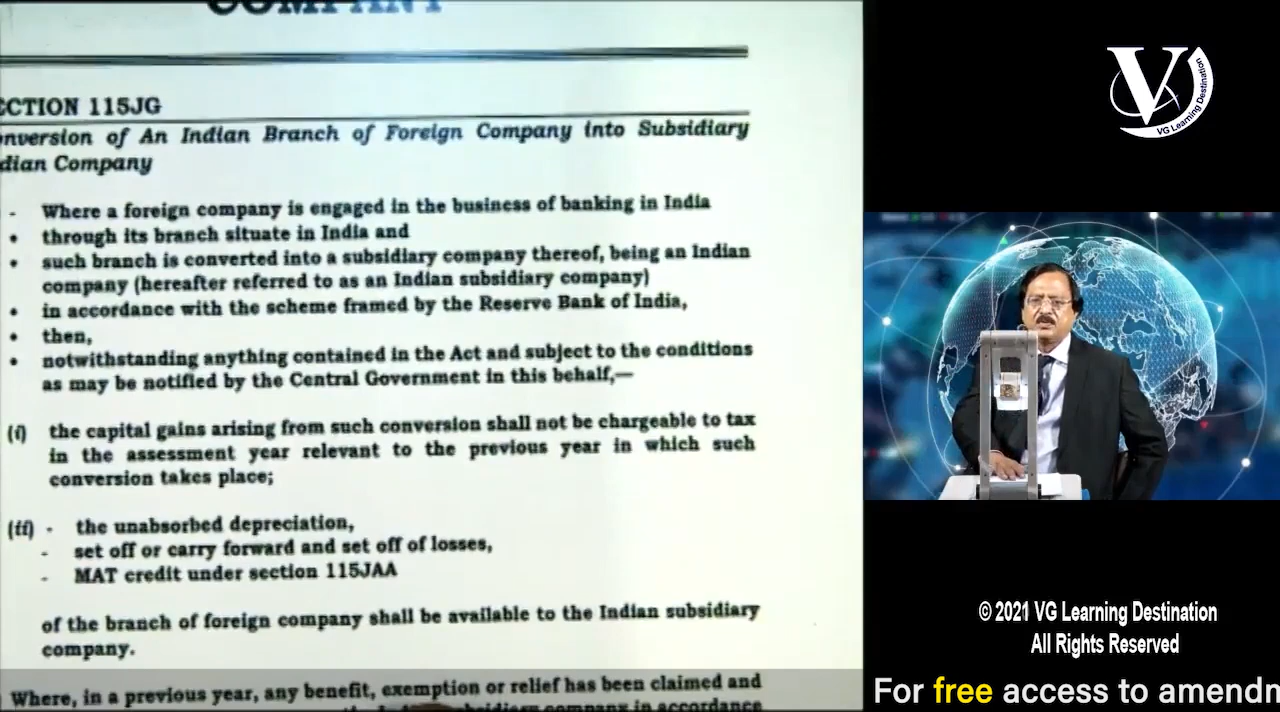 COMPANY
ECTION 115JG
nversion of An Indian Branch of Foreign Company into Subsidiary
dian Company
- Where a foreign company is engaged in the business of banking in India
• through its branch situate in India and
• such branch is converted into a subsidiary company thereof, being an Indian
company (hereafter referred to as an Indian subsidiary company)
• in accordance with the scheme framed by the Reserve Bank of India,
• then,
• notwithstanding anything contained in the Act and subject to the conditions
as may be notified by the Central Government in this behalf,—
(i) the capital gains arising from such conversion shall not be chargeable to tax
in the assessment year relevant to the previous year in which such
conversion takes place;
(ii) - the unabsorbed depreciation,
- set off or carry forward and set off of losses,
- MAT credit under section 115JAA
of the branch of foreign company shall be available to the Indian subsidiary
company.
Where, in a previous year, any benefit, exemption or relief has been claimed and
company in accordance
V
VG Learning Destination
© 2021 VG Learning Destination
All Rights Reserved
For free access to amendm